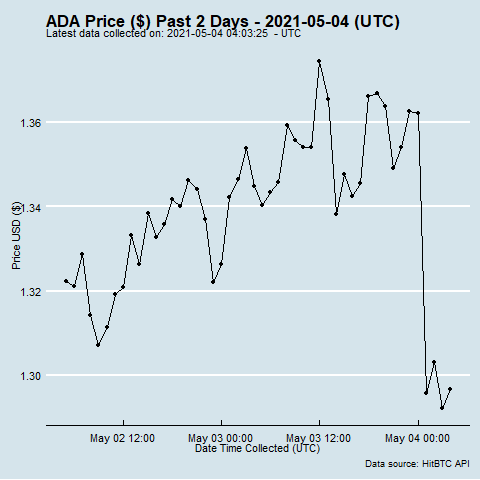 ADA Price ($) Past 2 Days - 2021-05-04 (UTC)
Latest data collected on: 2021-05-04 04:03:25  - UTC
1.36
1.34
1.32
1.30
Price USD ($)
May 02 12:00
May 03 00:00
May 03 12:00
May 04 00:00
Date Time Collected (UTC)
Data source: HitBTC API